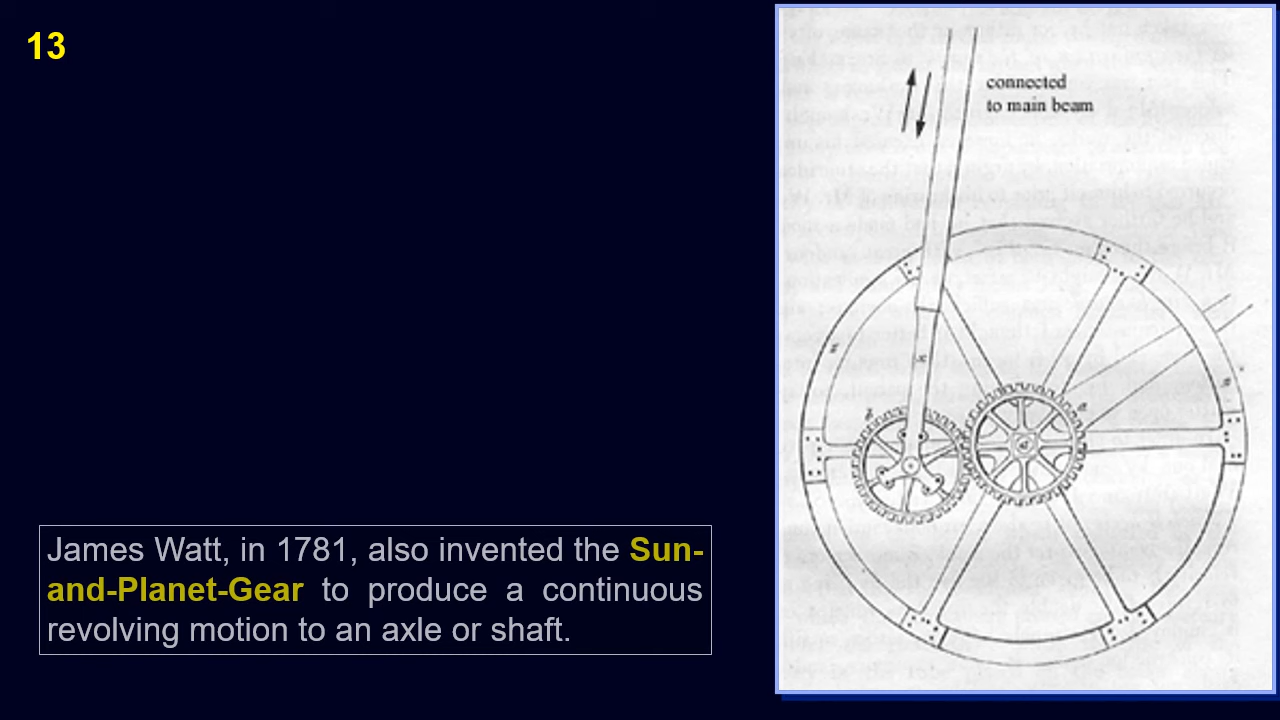 13
connected
to main beam
James Watt, in 1781, also invented the Sun-
and-Planet-Gear to produce a continuous
revolving motion to an axle or shaft.